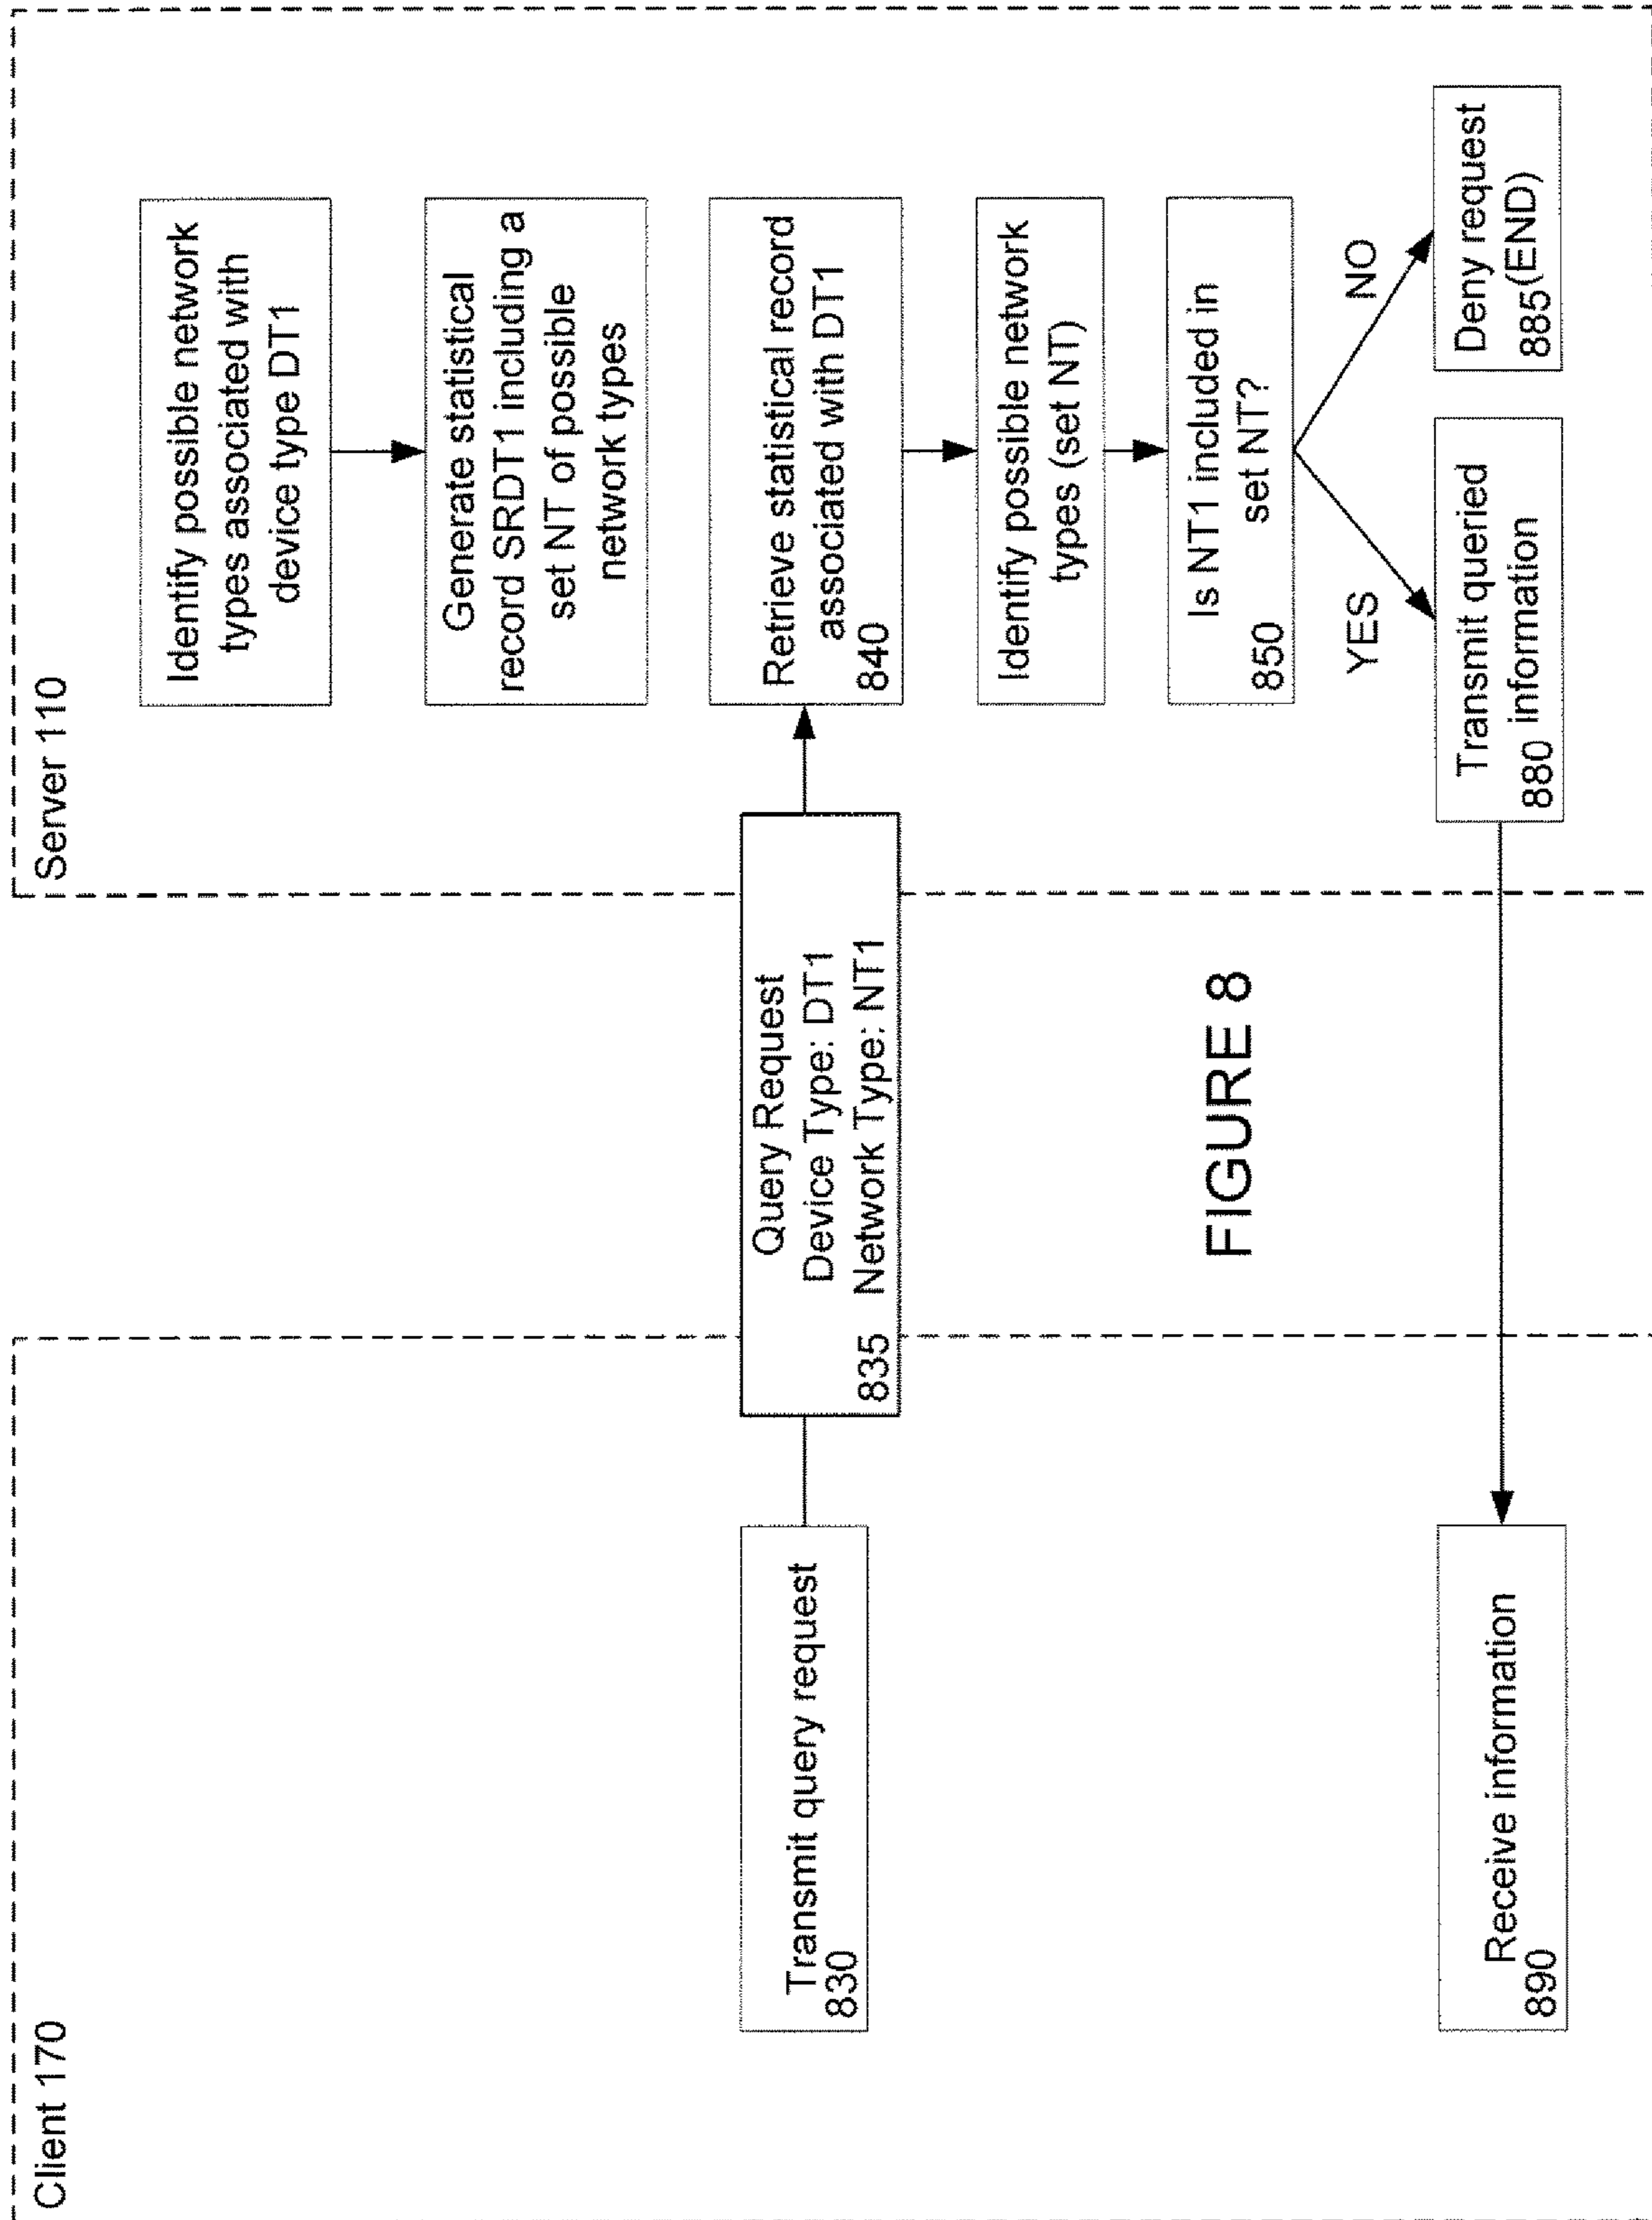 Client 170
Server 110
Identify possible network
types associated with
device type DT1
Generate statistical
record SRDT1 including a
set NT of possible
network types
Transmit query request
830
Query Request
Device Type: DT1
835 Network Type: NT1
Retrieve statistical record
associated with DT1
840
Identify possible network
types (set NT)
Is NT1 included in
set NT?
850
YES
NO
Transmit queried
880 information
Deny request
885 (END)
Receive information
890
FIGURE 8